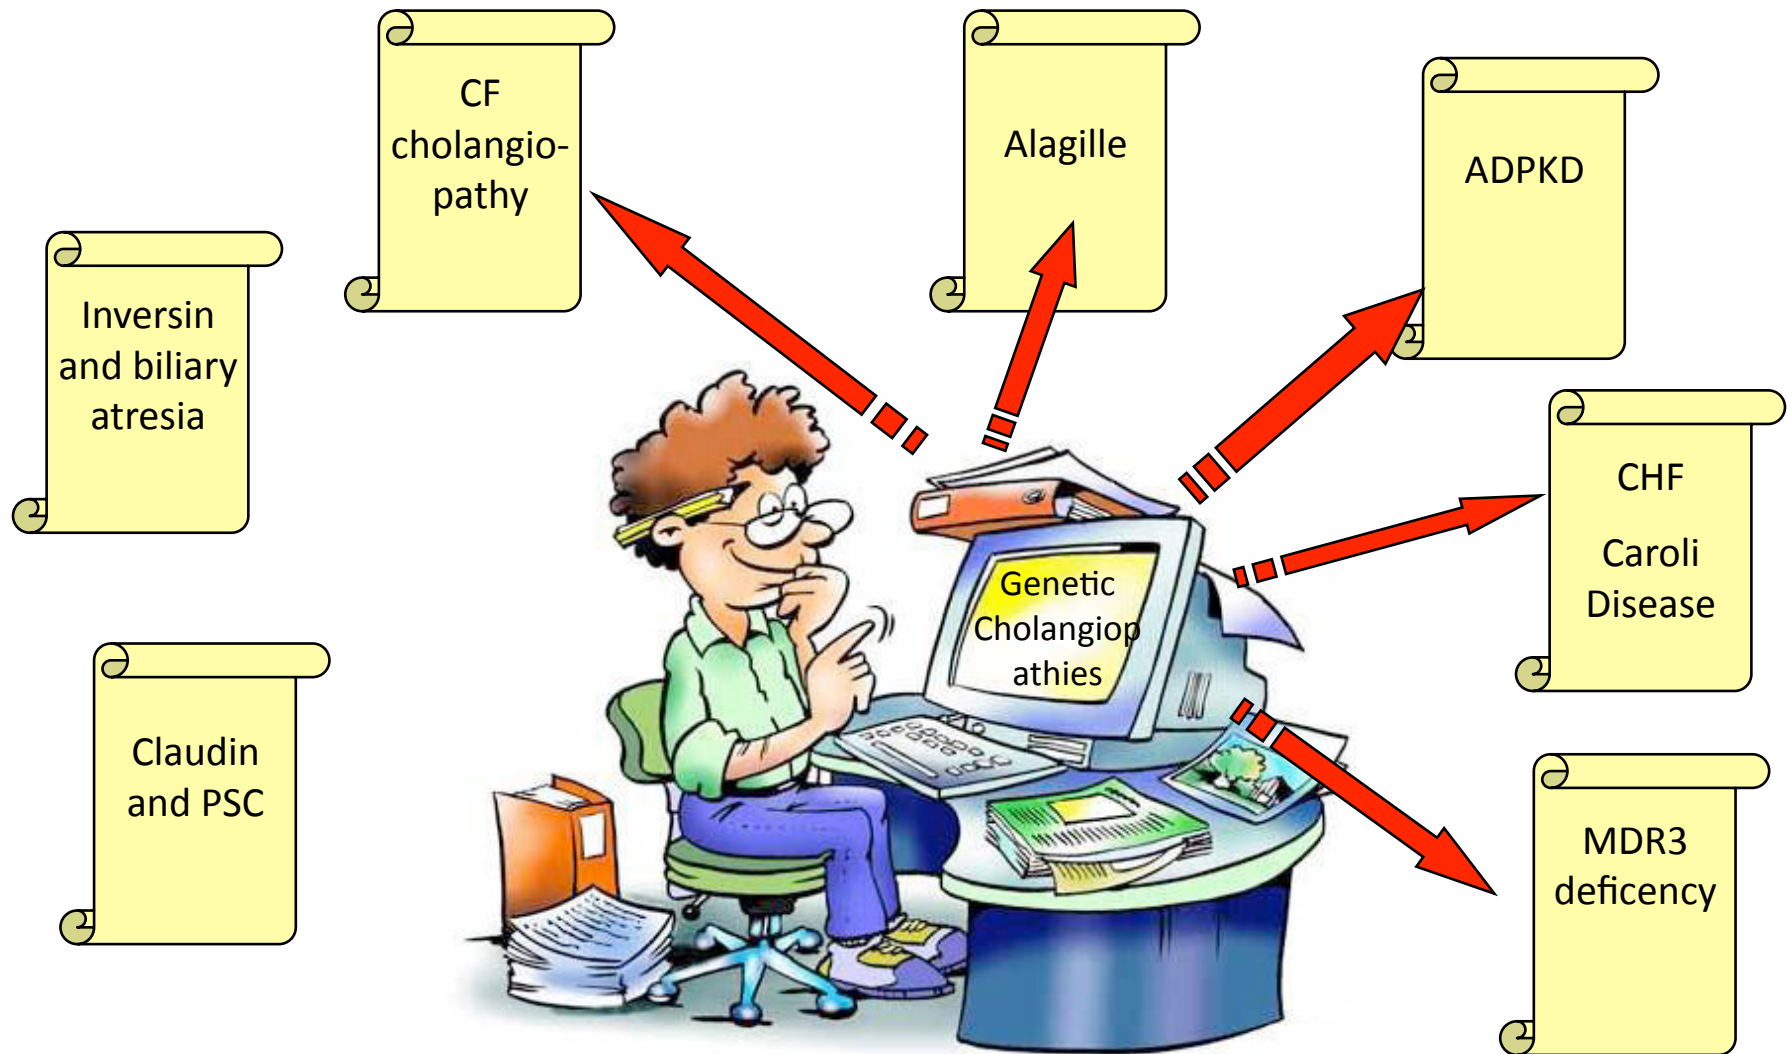 CF
cholangio-
pathy
Alagille
ADPKD
Inversin
and biliary
atresia
CHF
Caroli
Disease
Genetic
Cholangiop
athies
Claudin
and PSC
MDR3
deficency